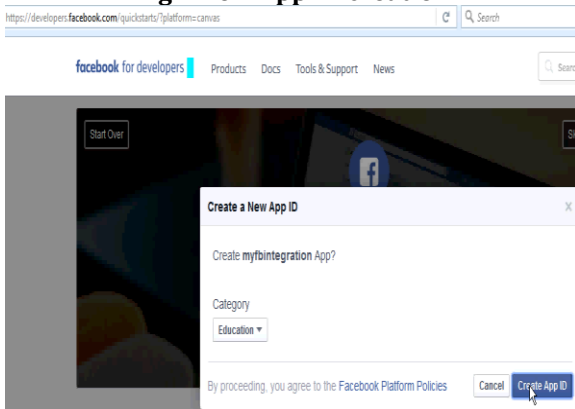 https://developers.facebook.com/quickstarts/?platform=canvas
Search
facebook for developers Products Docs Tools & Support News
Start Over
Create a New App ID
X
Create myfbintegration App?
Category
Education
By proceeding, you agree to the Facebook Platform Policies Cancel Create App ID